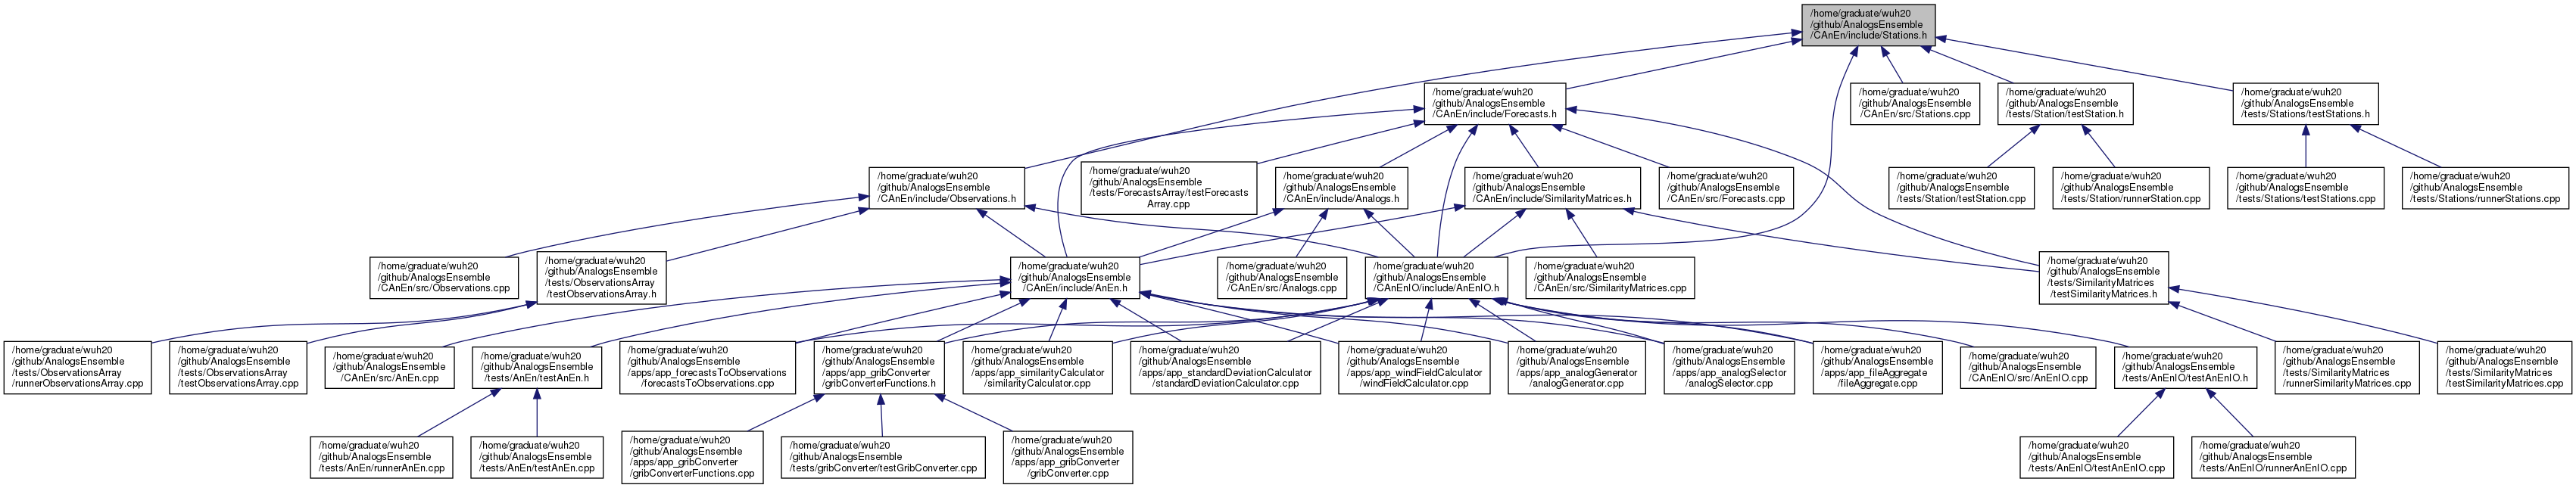 /home/graduate/wuh20
/github/AnalogsEnsemble
/CAnEn/include/Stations.h
/home/graduate/wuh20
/github/AnalogsEnsemble
/CAnEn/include/Forecasts.h
/home/graduate/wuh20
/github/AnalogsEnsemble
/CAnEn/src/Stations.cpp
/home/graduate/wuh20
/github/AnalogsEnsemble
/tests/Station/testStation.h
/home/graduate/wuh20
/github/AnalogsEnsemble
/tests/Stations/testStations.h
/home/graduate/wuh20
/github/AnalogsEnsemble
/CAnEn/include/Observations.h
/home/graduate/wuh20
/github/AnalogsEnsemble
/tests/ForecastsArray/testForecasts
Array.cpp
/home/graduate/wuh20
/github/AnalogsEnsemble
/CAnEn/include/Analogs.h
/home/graduate/wuh20
/github/AnalogsEnsemble
/CAnEn/include/SimilarityMatrices.h
/home/graduate/wuh20
/github/AnalogsEnsemble
/CAnEn/src/Forecasts.cpp
/home/graduate/wuh20
/github/AnalogsEnsemble
/tests/Station/testStation.cpp
/home/graduate/wuh20
/github/AnalogsEnsemble
/tests/Station/runnerStation.cpp
/home/graduate/wuh20
/github/AnalogsEnsemble
/tests/Stations/testStations.cpp
/home/graduate/wuh20
/github/AnalogsEnsemble
/tests/Stations/runnerStations.cpp
/home/graduate/wuh20
/github/AnalogsEnsemble
/CAnEn/src/Observations.cpp
/home/graduate/wuh20
/github/AnalogsEnsemble
/tests/ObservationsArray
/testObservationsArray.h
/home/graduate/wuh20
/github/AnalogsEnsemble
/CAnEn/include/AnEn.h
/home/graduate/wuh20
/github/AnalogsEnsemble
/CAnEn/src/Analogs.cpp
/home/graduate/wuh20
/github/AnalogsEnsemble
/CAnEnIO/include/AnEnIO.h
/home/graduate/wuh20
/github/AnalogsEnsemble
/CAnEn/src/SimilarityMatrices.cpp
/home/graduate/wuh20
/github/AnalogsEnsemble
/tests/SimilarityMatrices
/testSimilarityMatrices.h
/home/graduate/wuh20
/github/AnalogsEnsemble
/tests/ObservationsArray
/runnerObservationsArray.cpp
/home/graduate/wuh20
/github/AnalogsEnsemble
/tests/ObservationsArray
/testObservationsArray.cpp
/home/graduate/wuh20
/github/AnalogsEnsemble
/CAnEn/src/AnEn.cpp
/home/graduate/wuh20
/github/AnalogsEnsemble
/tests/AnEn/testAnEn.h
/home/graduate/wuh20
/github/AnalogsEnsemble
/apps/app_forecastsToObservations
/forecastsToObservations.cpp
/home/graduate/wuh20
/github/AnalogsEnsemble
/apps/app_gribConverter
/gribConverterFunctions.h
/home/graduate/wuh20
/github/AnalogsEnsemble
/apps/app_similarityCalculator
/similarityCalculator.cpp
/home/graduate/wuh20
/github/AnalogsEnsemble
/apps/app_standardDeviationCalculator
/standardDeviationCalculator.cpp
/home/graduate/wuh20
/github/AnalogsEnsemble
/apps/app_windFieldCalculator
/windFieldCalculator.cpp
/home/graduate/wuh20
/github/AnalogsEnsemble
/apps/app_analogGenerator
/analogGenerator.cpp
/home/graduate/wuh20
/github/AnalogsEnsemble
/apps/app_analogSelector
/analogSelector.cpp
/home/graduate/wuh20
/github/AnalogsEnsemble
/apps/app_fileAggregate
/fileAggregate.cpp
/home/graduate/wuh20
/github/AnalogsEnsemble
/CAnEnIO/src/AnEnIO.cpp
/home/graduate/wuh20
/github/AnalogsEnsemble
/tests/AnEnIO/testAnEnIO.h
/home/graduate/wuh20
/github/AnalogsEnsemble
/tests/SimilarityMatrices
/runnerSimilarityMatrices.cpp
/home/graduate/wuh20
/github/AnalogsEnsemble
/tests/SimilarityMatrices
/testSimilarityMatrices.cpp
/home/graduate/wuh20
/github/AnalogsEnsemble
/tests/AnEn/runnerAnEn.cpp
/home/graduate/wuh20
/github/AnalogsEnsemble
/tests/AnEn/testAnEn.cpp
/home/graduate/wuh20
/github/AnalogsEnsemble
/apps/app_gribConverter
/gribConverterFunctions.cpp
/home/graduate/wuh20
/github/AnalogsEnsemble
/tests/gribConverter/testGribConverter.cpp
/home/graduate/wuh20
/github/AnalogsEnsemble
/apps/app_gribConverter
/gribConverter.cpp
/home/graduate/wuh20
/github/AnalogsEnsemble
/tests/AnEnIO/testAnEnIO.cpp
/home/graduate/wuh20
/github/AnalogsEnsemble
/tests/AnEnIO/runnerAnEnIO.cpp